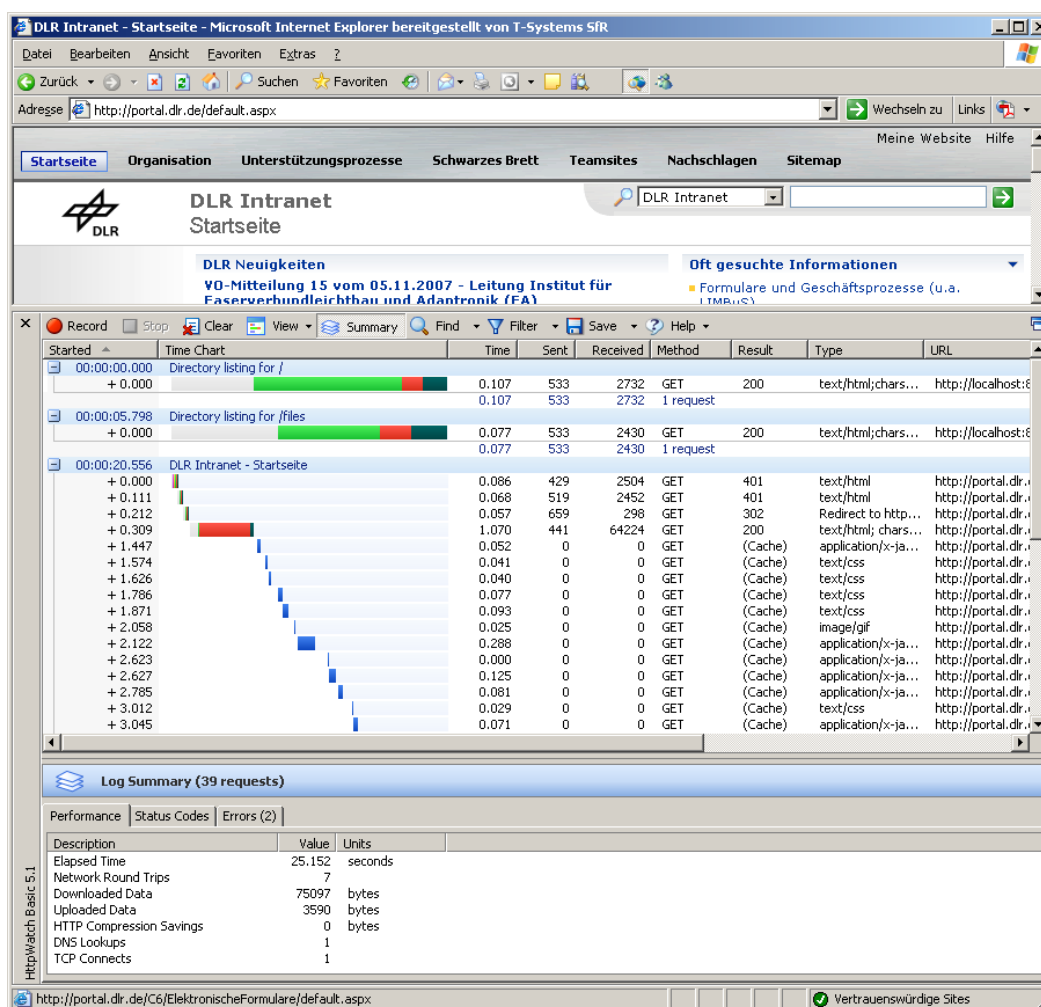 DLR Intranet - Startseite - Microsoft Internet Explorer bereitgestellt von T-Systems SfR
Datei Bearbeiten Ansicht Favoriten Extras ?
Zurück Suchen Favoriten
Adresse http://portal.dlr.de/default.aspx Wechseln zu Links
Meine Website Hilfe
Startseite Organisation Unterstützungsprozesse Schwarzes Brett Teamsites Nachschlagen Sitemap
DLR Intranet
DLR Intranet
Startseite
DLR
DLR Neuigkeiten Oft gesuchte Informationen
VO-Mitteilung 15 vom 05.11.2007 - Leitung Institut für
Faserverbundleichtbau und Adaptronik (FA)
Formulare und Geschäftsprozesse (u.a.
LIMBuS)
Record Stop Clear View Summary Find Filter Save Help
Started Time Chart Time Sent Received Method Result Type URL
00:00:00.000 Directory listing for /
+ 0.000 0.107 533 2732 GET 200 text/html;chars... http://localhost:8
0.107 533 2732 1 request
00:00:05.798 Directory listing for /files
+ 0.000 0.077 533 2430 GET 200 text/html;chars... http://localhost:8
0.077 533 2430 1 request
00:00:20.556 DLR Intranet - Startseite
+ 0.000 0.086 429 2504 GET 401 text/html http://portal.dlr.
+ 0.111 0.068 519 2452 GET 401 text/html http://portal.dlr.
+ 0.212 0.057 659 298 GET 302 Redirect to http... http://portal.dlr.
+ 0.309 1.070 441 64224 GET 200 text/html; chars... http://portal.dlr.
+ 1.447 0.052 0 0 GET (Cache) application/x-ja... http://portal.dlr.
+ 1.574 0.041 0 0 GET (Cache) text/css http://portal.dlr.
+ 1.626 0.040 0 0 GET (Cache) text/css http://portal.dlr.
+ 1.786 0.077 0 0 GET (Cache) text/css http://portal.dlr.
+ 1.871 0.093 0 0 GET (Cache) text/css http://portal.dlr.
+ 2.058 0.025 0 0 GET (Cache) image/gif http://portal.dlr.
+ 2.122 0.288 0 0 GET (Cache) application/x-ja... http://portal.dlr.
+ 2.623 0.000 0 0 GET (Cache) application/x-ja... http://portal.dlr.
+ 2.627 0.125 0 0 GET (Cache) application/x-ja... http://portal.dlr.
+ 2.785 0.081 0 0 GET (Cache) application/x-ja... http://portal.dlr.
+ 3.012 0.029 0 0 GET (Cache) text/css http://portal.dlr.
+ 3.045 0.071 0 0 GET (Cache) application/x-ja... http://portal.dlr.
Log Summary (39 requests)
Performance Status Codes Errors (2)
Description Value Units
Elapsed Time 25.152 seconds
Network Round Trips 7
Downloaded Data 75097 bytes
Uploaded Data 3590 bytes
HTTP Compression Savings 0 bytes
DNS Lookups 1
TCP Connects 1
HttpWatch Basic 5.1
http://portal.dlr.de/C6/ElektronischeFormulare/default.aspx Vertrauenswürdige Sites